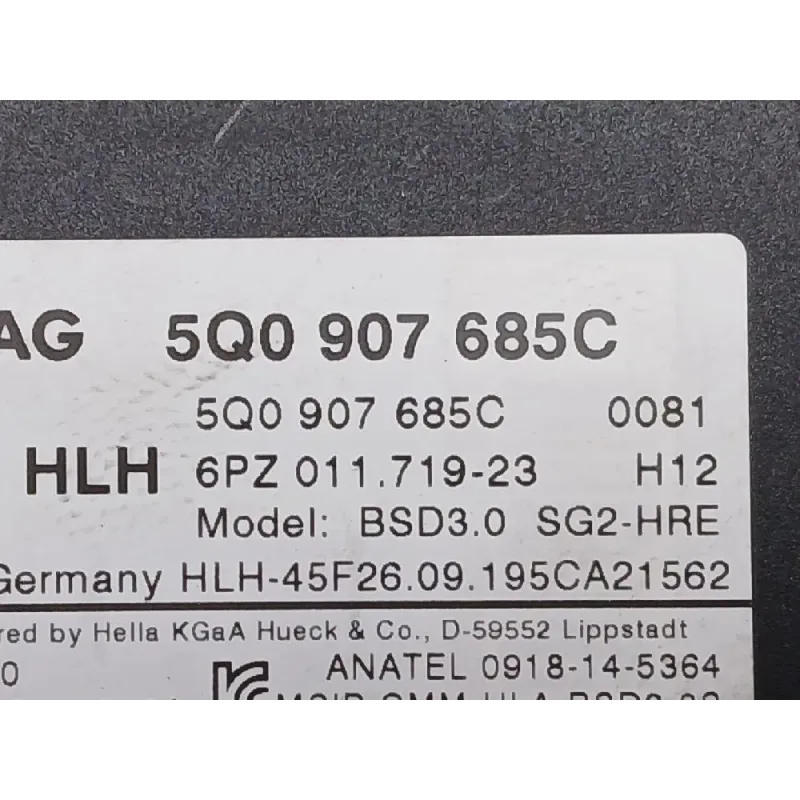 AG 5Q0 907 685C
5Q0 907 685C 0081
HLH 6PZ 011.719-23 H12
Model: BSD3.0 SG2-HRE
Germany HLH-45F26.09.195CA21562
red by Hella KGaA Hueck & Co., D-59552 Lippstadt
0 ANATEL 0918-14-5364